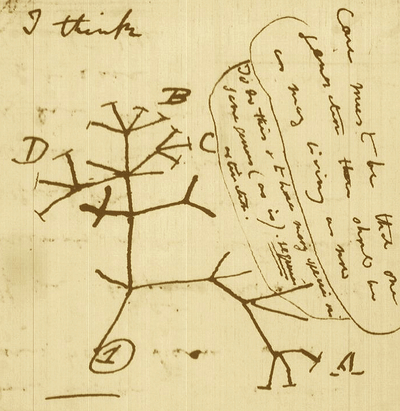 I think
Case must be that one
generation then should be
as many living as now
To do this & to have many species in
same genus (as is). requires
extinction.
B
C
D
A
1